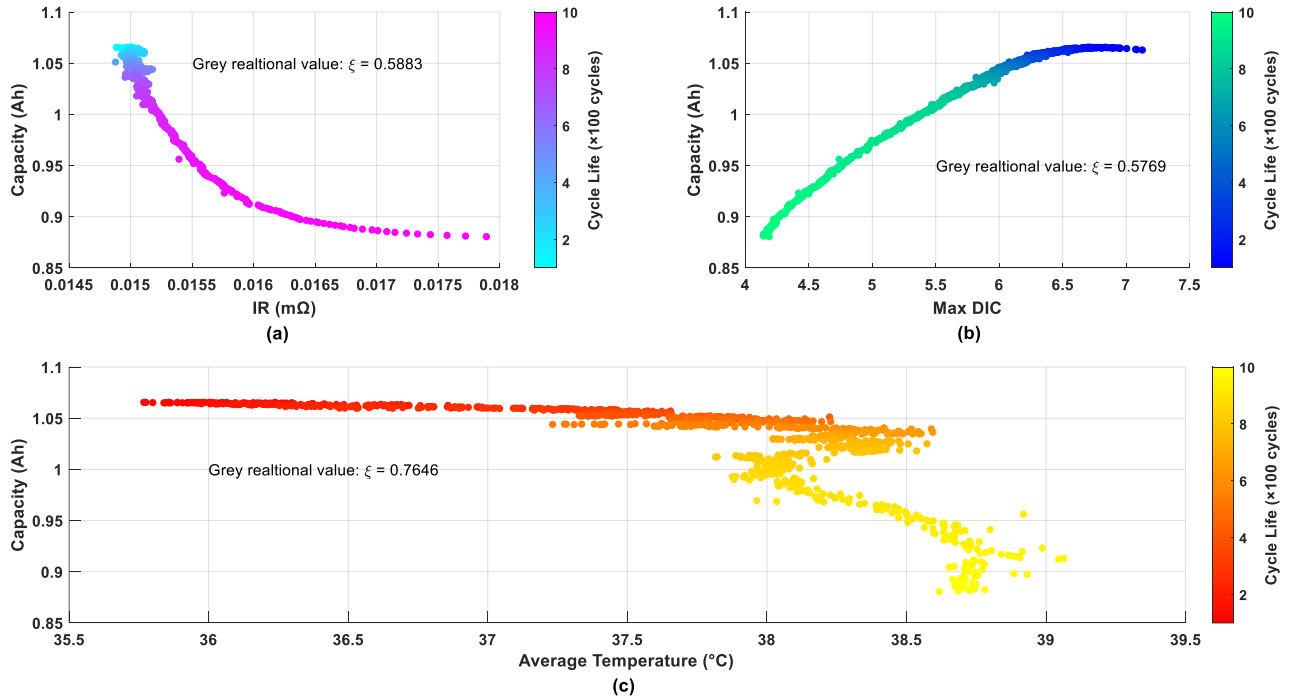 1.1
1.05
1
0.95
0.9
0.85
Capacity (Ah)
Grey realtional value: ξ = 0.5883
0.0145 0.015 0.0155 0.016 0.0165 0.017 0.0175 0.018
IR (mΩ)
(a)
10
8
6
4
2
Cycle Life (×100 cycles)
1.1
1.05
1
0.95
0.9
0.85
Capacity (Ah)
Grey realtional value: ξ = 0.5769
4 4.5 5 5.5 6 6.5 7 7.5
Max DIC
(b)
10
8
6
4
2
Cycle Life (×100 cycles)
1.1
1.05
1
0.95
0.9
0.85
Capacity (Ah)
Grey realtional value: ξ = 0.7646
35.5 36 36.5 37 37.5 38 38.5 39 39.5
Average Temperature (°C)
(c)
10
8
6
4
2
Cycle Life (×100 cycles)